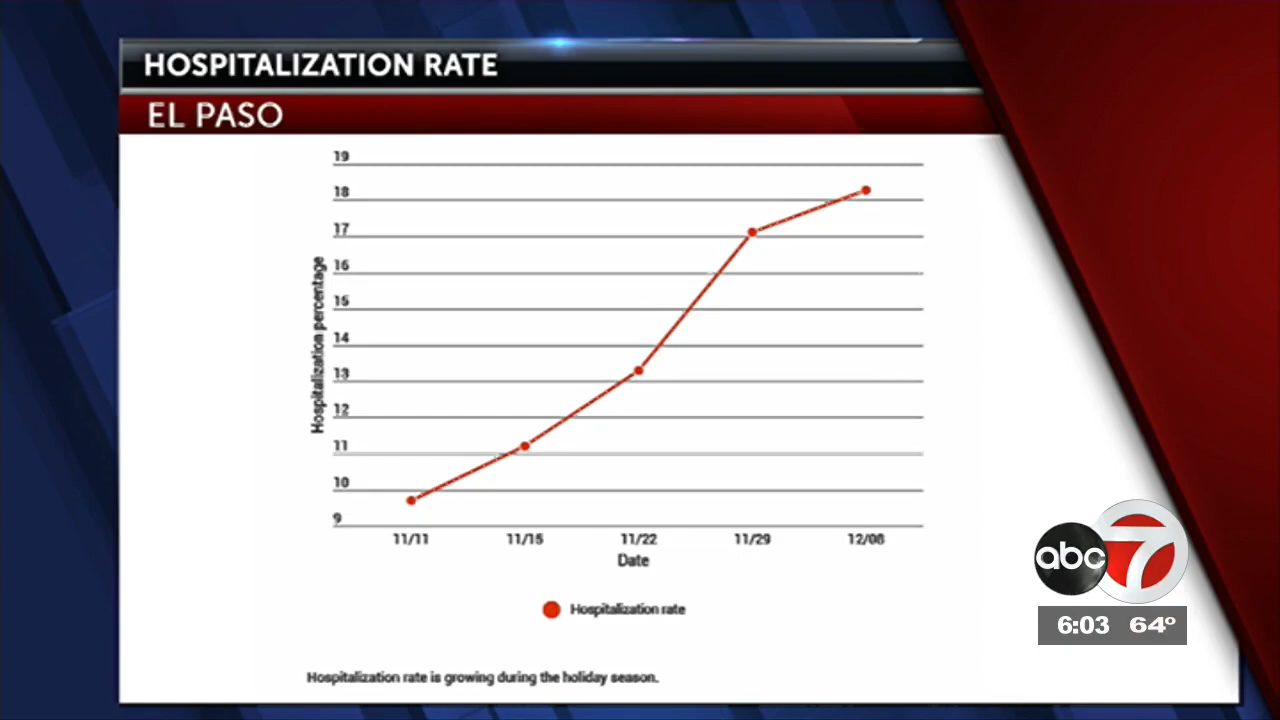 HOSPITALIZATION RATE
EL PASO
19
18
17
16
15
14
13
12
11
10
9
Hospitalization percentage
11/11 11/15 11/22 11/29 12/08
Date
Hospitalization rate
Hospitalization rate is growing during the holiday season.
abc 7
6:03 64°